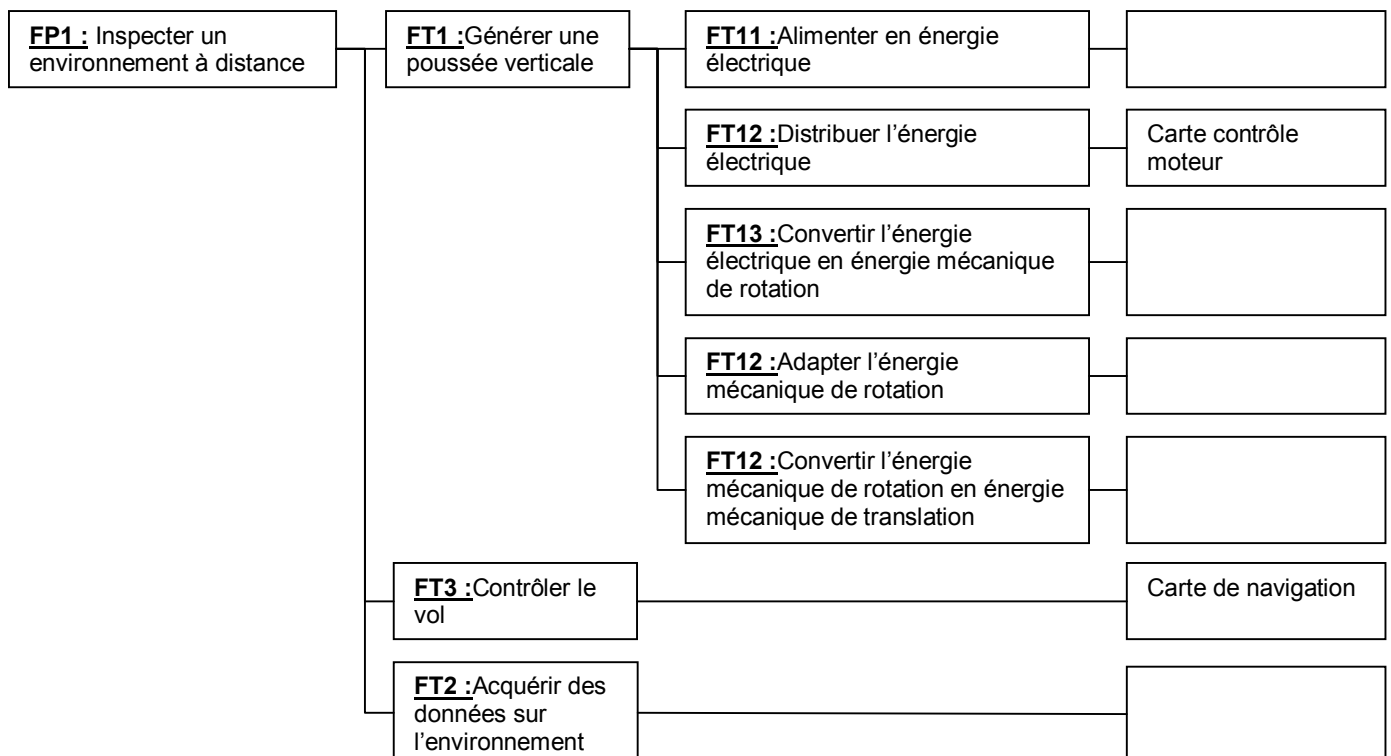 FP1 : Inspecter un
environnement à distance
FT1 :Générer une
poussée verticale
FT11 :Alimenter en énergie
électrique
FT12 :Distribuer l’énergie
électrique
Carte contrôle
moteur
FT13 :Convertir l’énergie
électrique en énergie mécanique
de rotation
FT12 :Adapter l’énergie
mécanique de rotation
FT12 :Convertir l’énergie
mécanique de rotation en énergie
mécanique de translation
FT3 :Contrôler le
vol
Carte de navigation
FT2 :Acquérir des
données sur
l’environnement